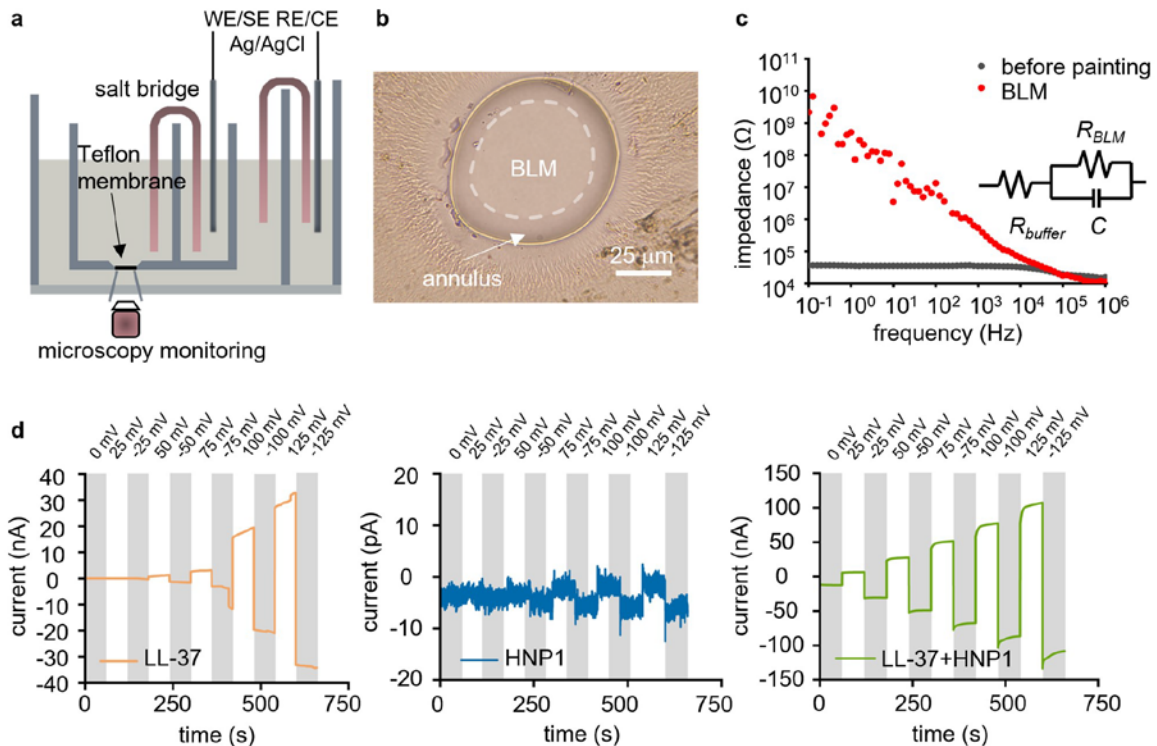 a
WE/SE RE/CE
Ag/AgCl
salt bridge
Teflon
membrane
microscopy monitoring
b
BLM
annulus
25 μm
c
before painting
BLM
impedance (Ω)
10¹¹
10¹⁰
10⁹
10⁸
10⁷
10⁶
10⁵
10⁴
R_BLM
R_buffer
C
10⁻¹ 10⁰ 10¹ 10² 10³ 10⁴ 10⁵ 10⁶
frequency (Hz)
d
0 mV 25 mV -25 mV 50 mV -50 mV 75 mV -75 mV 100 mV -100 mV 125 mV -125 mV
current (nA)
40
30
20
10
0
-10
-20
-30
-40
LL-37
0 250 500 750
time (s)
0 mV 25 mV -25 mV 50 mV -50 mV 75 mV -75 mV 100 mV -100 mV 125 mV -125 mV
current (pA)
20
10
0
-10
-20
HNP1
0 250 500 750
time (s)
0 mV 25 mV -25 mV 50 mV -50 mV 75 mV -75 mV 100 mV -100 mV 125 mV -125 mV
current (nA)
150
100
50
0
-50
-100
-150
LL-37+HNP1
0 250 500 750
time (s)